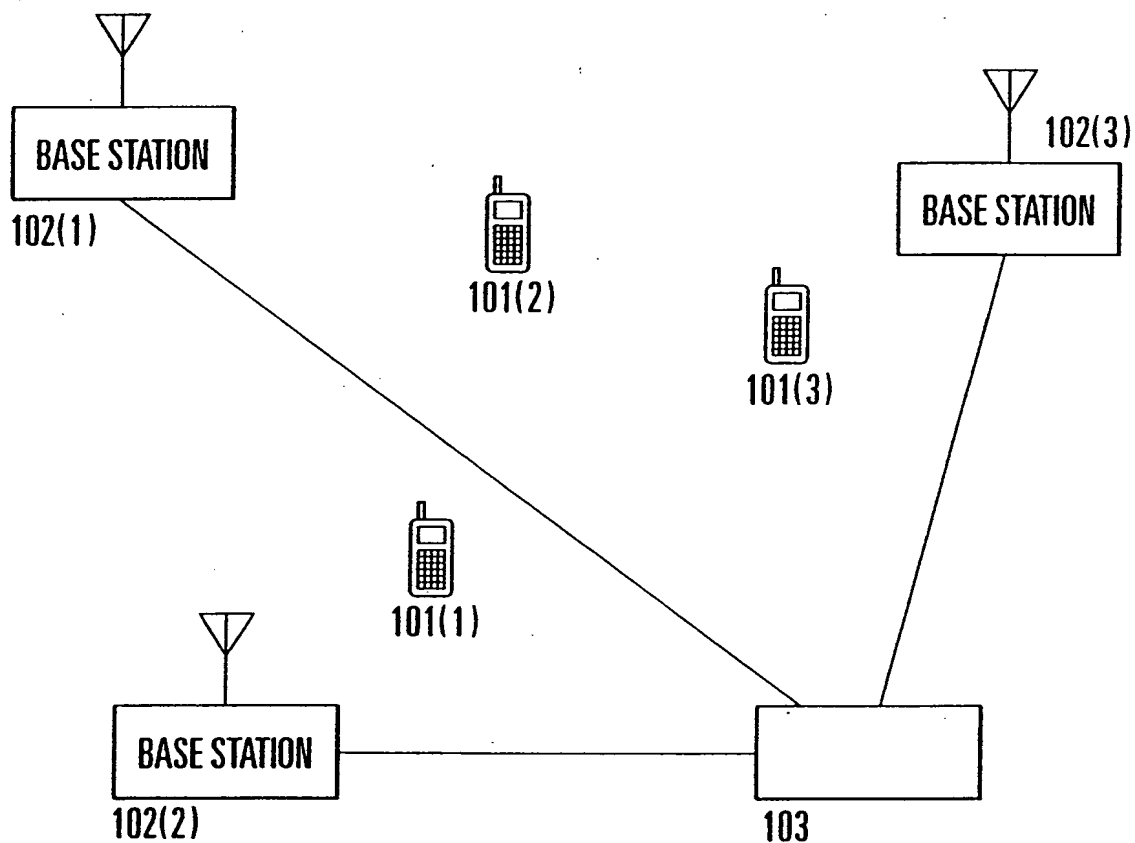 BASE STATION
102(1)
102(3)
BASE STATION
101(2)
101(3)
101(1)
BASE STATION
102(2)
103